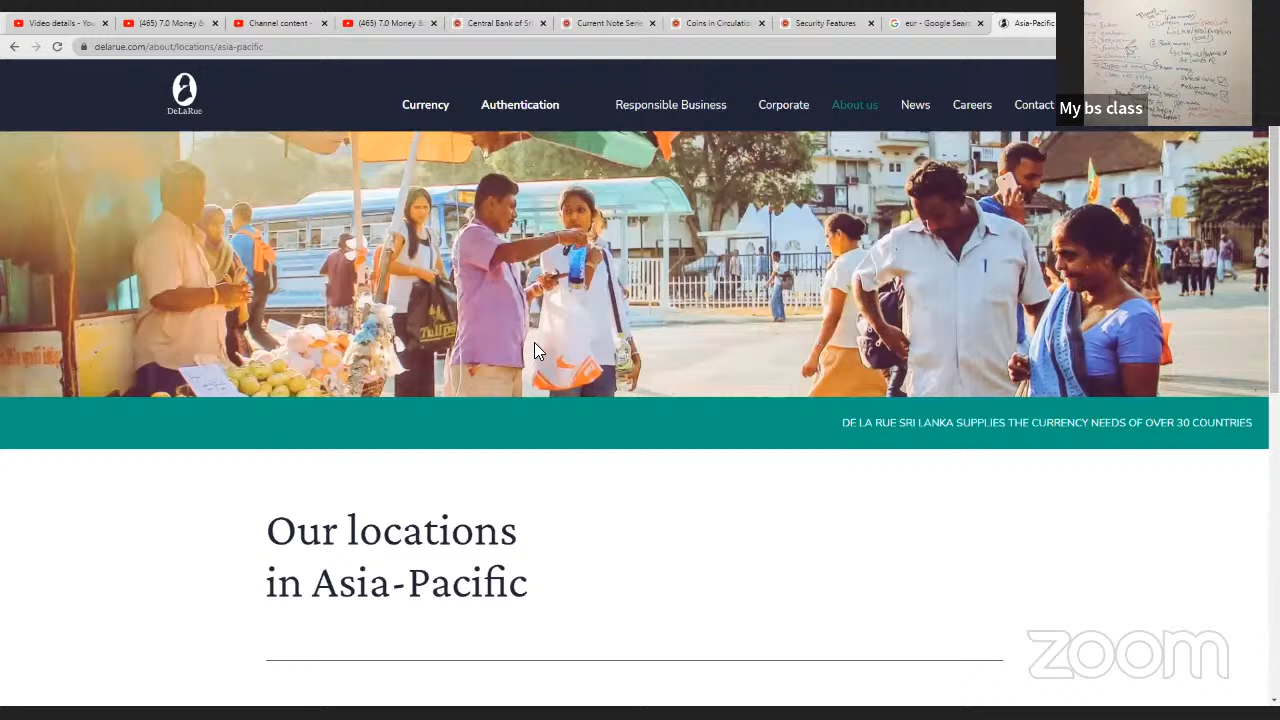 Video details - You
(465) 7.0 Money &
Channel content -
(465) 7.0 Money &
Central Bank of Sri
Current Note Serie
Coins in Circulatio
Security Features
eur - Google Sear
Asia-Pacific
delarue.com/about/locations/asia-pacific
DeLaRue
Currency
Authentication
Responsible Business
Corporate
About us
News
Careers
Contact
My bs class
Tulips
DE LA RUE SRI LANKA SUPPLIES THE CURRENCY NEEDS OF OVER 30 COUNTRIES
Our locations
in Asia-Pacific
zoom